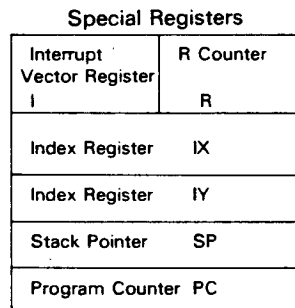 Special Registers
Interrupt
Vector Register
I
R Counter
R
Index Register IX
Index Register IY
Stack Pointer SP
Program Counter PC